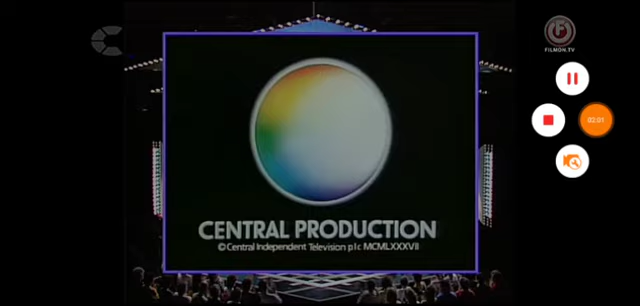 FILMON.TV
02:01
CENTRAL PRODUCTION
©Central Independent Television plc MCMLXXXVII